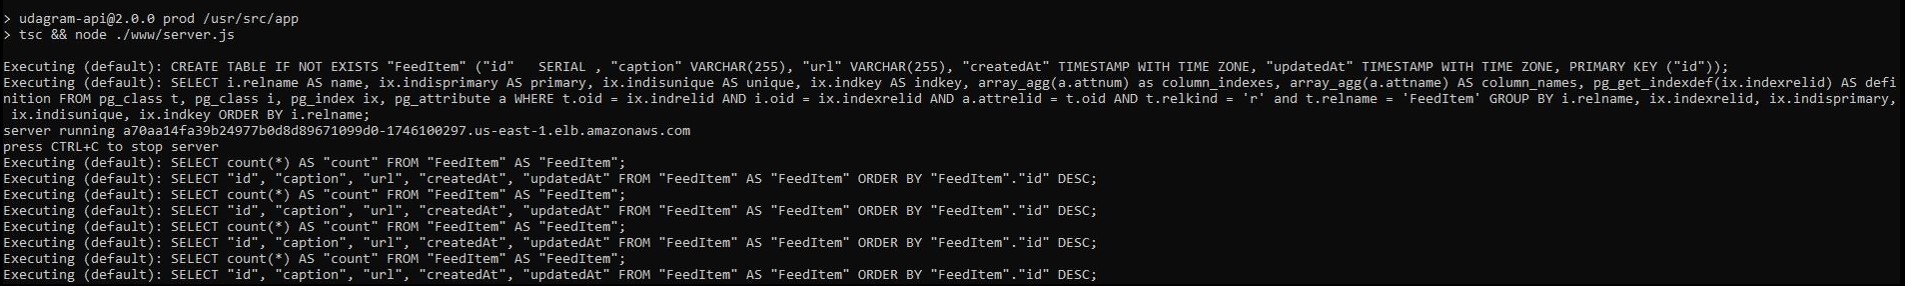 > udagram-api@2.0.0 prod /usr/src/app
> tsc && node ./www/server.js
Executing (default): CREATE TABLE IF NOT EXISTS "FeedItem" ("id"   SERIAL , "caption" VARCHAR(255), "url" VARCHAR(255), "createdAt" TIMESTAMP WITH TIME ZONE, "updatedAt" TIMESTAMP WITH TIME ZONE, PRIMARY KEY ("id"));
Executing (default): SELECT i.relname AS name, ix.indisprimary AS primary, ix.indisunique AS unique, ix.indkey AS indkey, array_agg(a.attnum) as column_indexes, array_agg(a.attname) AS column_names, pg_get_indexdef(ix.indexrelid) AS defi
nition FROM pg_class t, pg_class i, pg_index ix, pg_attribute a WHERE t.oid = ix.indrelid AND i.oid = ix.indexrelid AND a.attrelid = t.oid AND t.relkind = 'r' and t.relname = 'FeedItem' GROUP BY i.relname, ix.indexrelid, ix.indisprimary,
 ix.indisunique, ix.indkey ORDER BY i.relname;
server running a70aa14fa39b24977b0d8d89671099d0-1746100297.us-east-1.elb.amazonaws.com
press CTRL+C to stop server
Executing (default): SELECT count(*) AS "count" FROM "FeedItem" AS "FeedItem";
Executing (default): SELECT "id", "caption", "url", "createdAt", "updatedAt" FROM "FeedItem" AS "FeedItem" ORDER BY "FeedItem"."id" DESC;
Executing (default): SELECT count(*) AS "count" FROM "FeedItem" AS "FeedItem";
Executing (default): SELECT "id", "caption", "url", "createdAt", "updatedAt" FROM "FeedItem" AS "FeedItem" ORDER BY "FeedItem"."id" DESC;
Executing (default): SELECT count(*) AS "count" FROM "FeedItem" AS "FeedItem";
Executing (default): SELECT "id", "caption", "url", "createdAt", "updatedAt" FROM "FeedItem" AS "FeedItem" ORDER BY "FeedItem"."id" DESC;
Executing (default): SELECT count(*) AS "count" FROM "FeedItem" AS "FeedItem";
Executing (default): SELECT "id", "caption", "url", "createdAt", "updatedAt" FROM "FeedItem" AS "FeedItem" ORDER BY "FeedItem"."id" DESC;